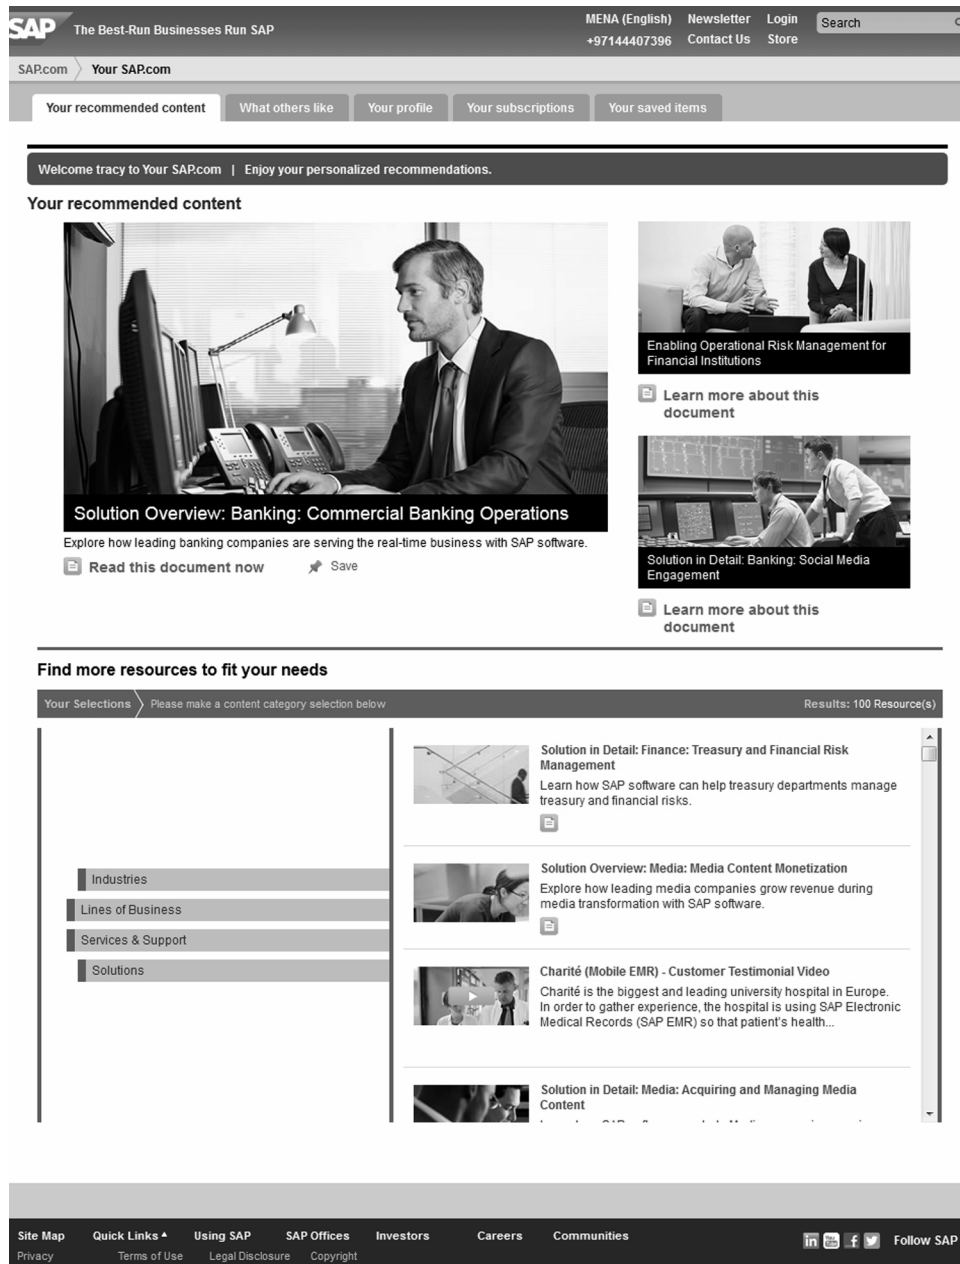 SAP The Best-Run Businesses Run SAP
MENA (English) Newsletter Login Search
+97144407396 Contact Us Store
SAP.com Your SAP.com
Your recommended content What others like Your profile Your subscriptions Your saved items
Welcome tracy to Your SAP.com | Enjoy your personalized recommendations.
Your recommended content
Solution Overview: Banking: Commercial Banking Operations
Explore how leading banking companies are serving the real-time business with SAP software.
Read this document now Save
Enabling Operational Risk Management for
Financial Institutions
Learn more about this
document
Solution in Detail: Banking: Social Media
Engagement
Learn more about this
document
Find more resources to fit your needs
Your Selections Please make a content category selection below Results: 100 Resource(s)
Industries
Lines of Business
Services & Support
Solutions
Solution in Detail: Finance: Treasury and Financial Risk
Management
Learn how SAP software can help treasury departments manage
treasury and financial risks.
Solution Overview: Media: Media Content Monetization
Explore how leading media companies grow revenue during
media transformation with SAP software.
Charité (Mobile EMR) - Customer Testimonial Video
Charité is the biggest and leading university hospital in Europe.
In order to gather experience, the hospital is using SAP Electronic
Medical Records (SAP EMR) so that patient's health...
Solution in Detail: Media: Acquiring and Managing Media
Content
Site Map Quick Links Using SAP SAP Offices Investors Careers Communities
Privacy Terms of Use Legal Disclosure Copyright
in You Tube f Follow SAP